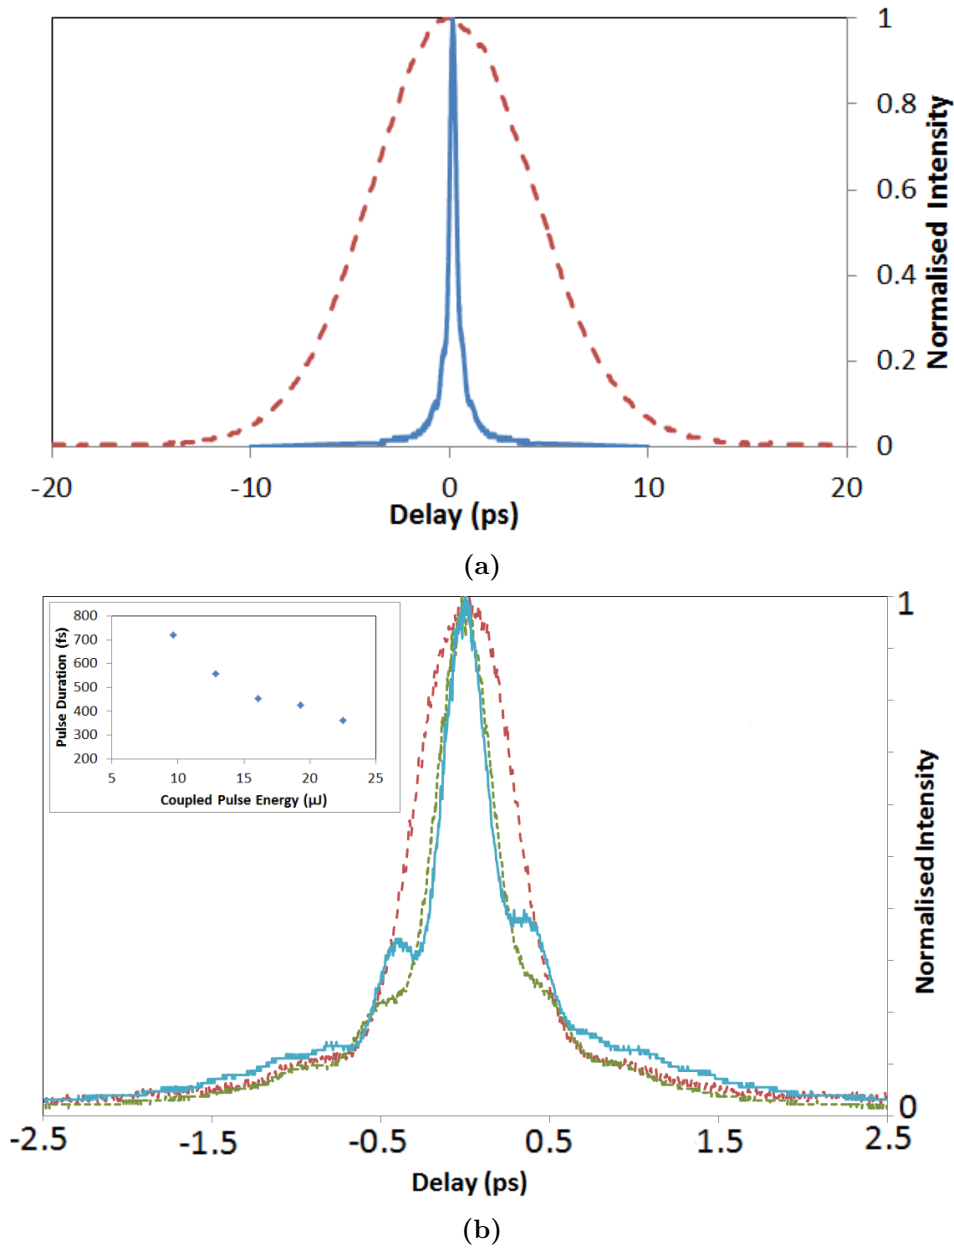 1
0.8
0.6
0.4
0.2
0
Normalised Intensity
-20 -10 0 10 20
Delay (ps)
(a)
800
700
600
500
400
300
200
Pulse Duration (fs)
5 10 15 20 25
Coupled Pulse Energy (μJ)
1
0
Normalised Intensity
-2.5 -1.5 -0.5 0.5 1.5 2.5
Delay (ps)
(b)